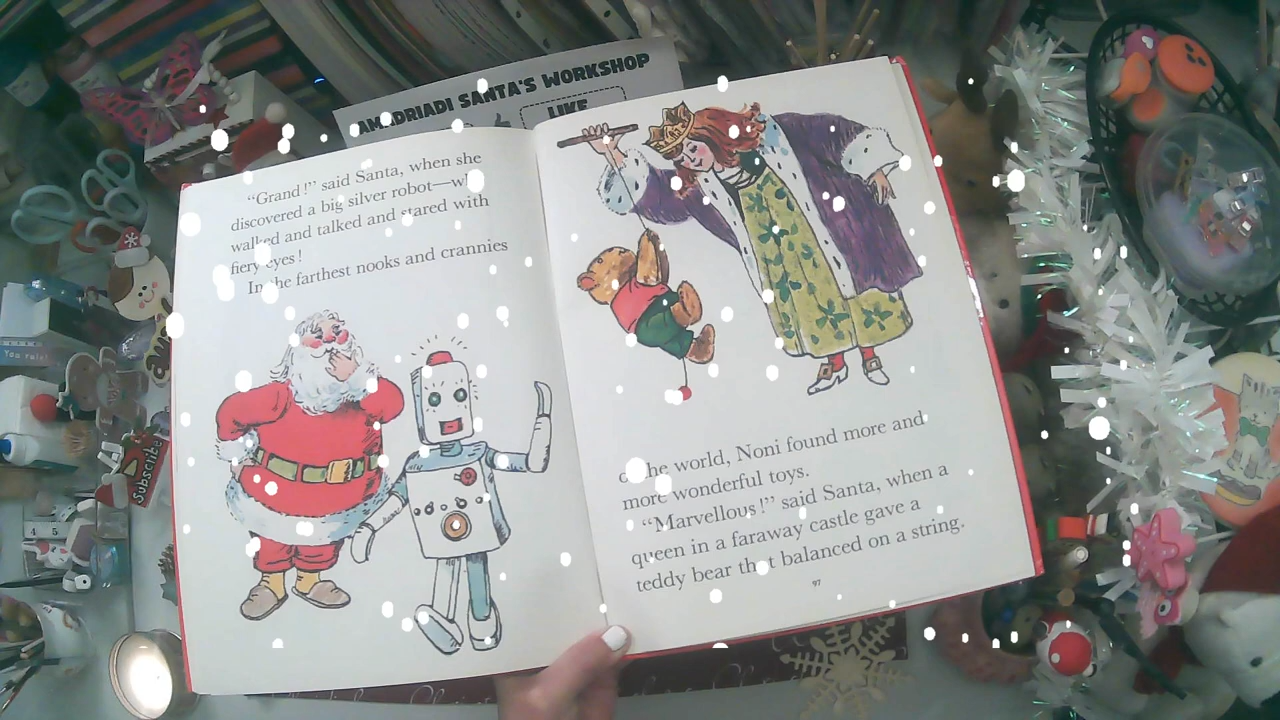 AMADRIADI SANTA'S WORKSHOP
LIKE
"Grand!" said Santa, when she
discovered a big silver robot—
walked and talked and stared with
fiery eyes!
In the farthest nooks and crannies
the world, Noni found more and
more wonderful toys.
"Marvellous!" said Santa, when a
queen in a faraway castle gave a
teddy bear that balanced on a string.
97
Subscribe
You rule